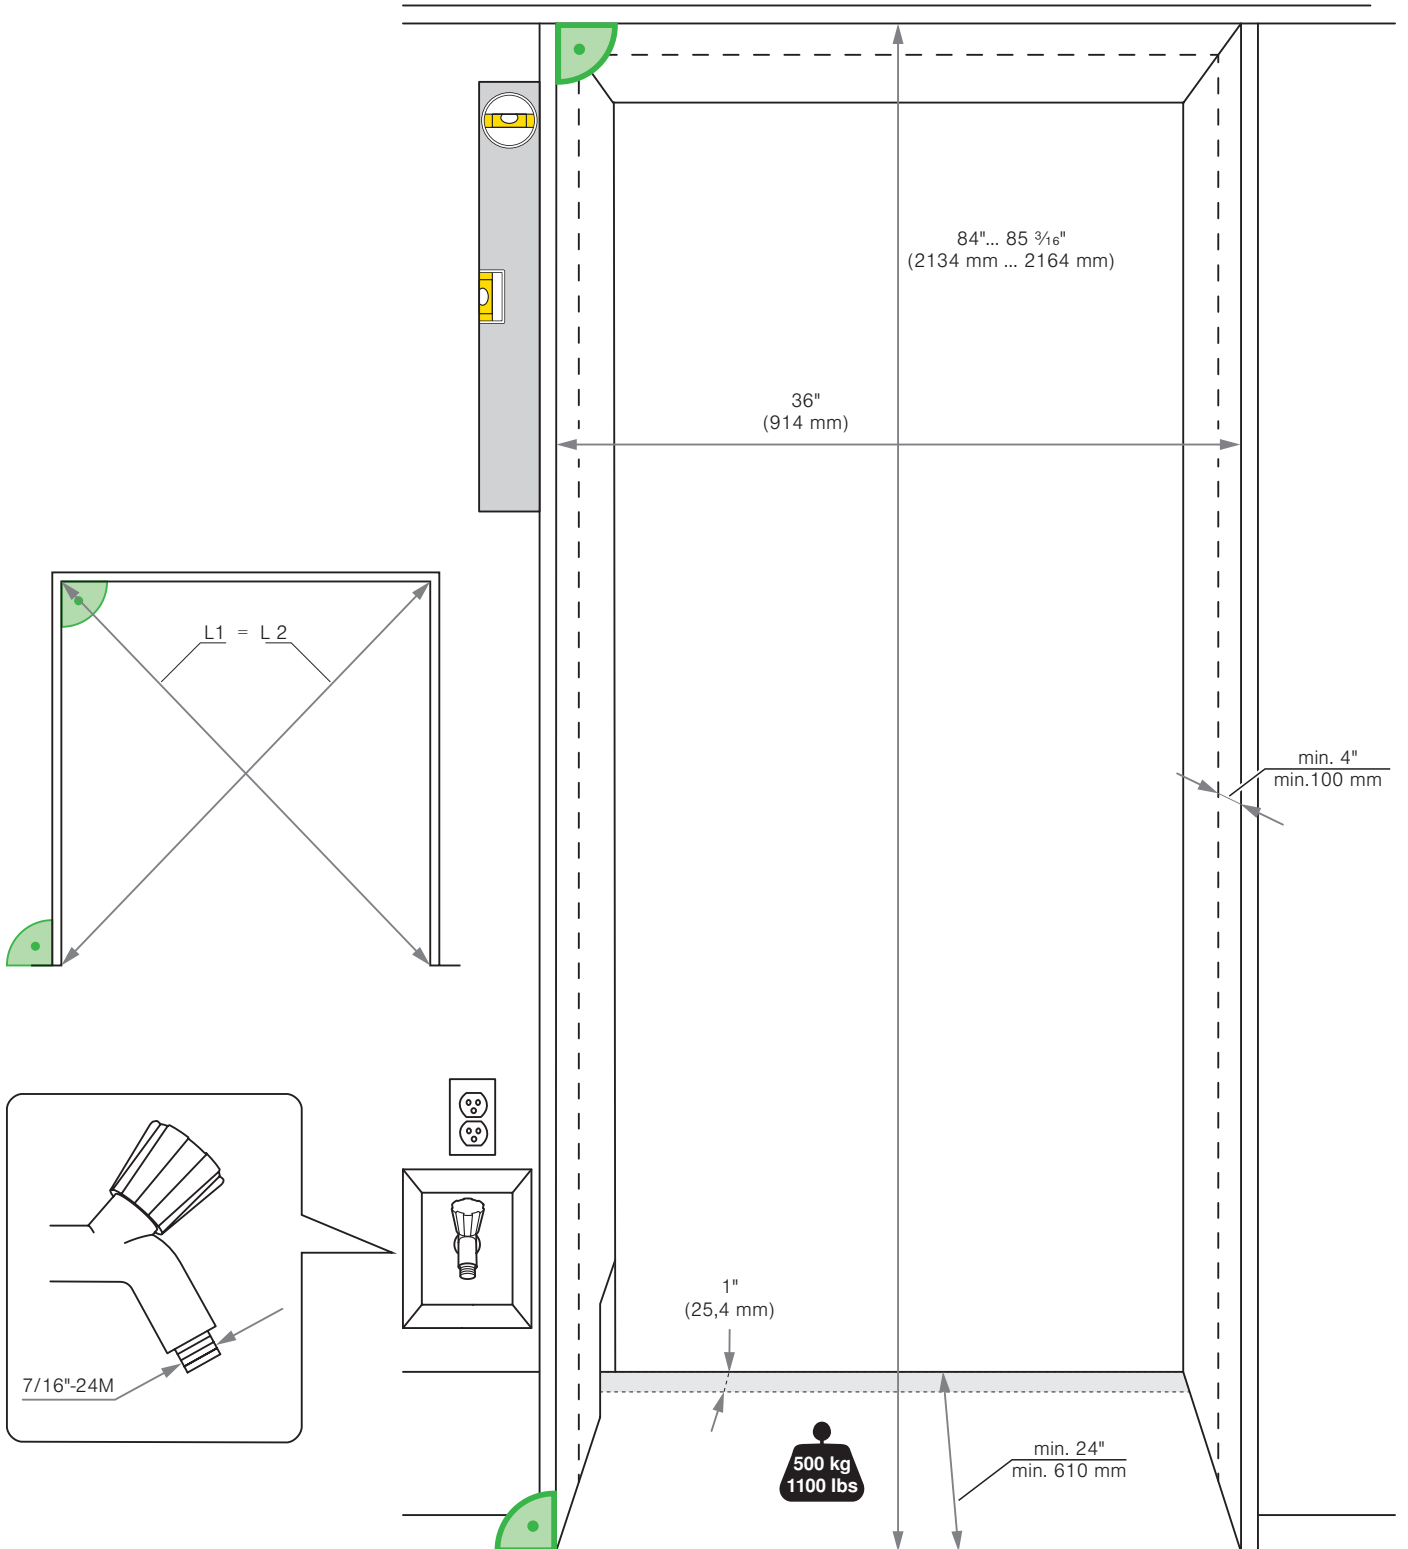 84"... 85 ³⁄₁₆"
(2134 mm ... 2164 mm)
36"
(914 mm)
L1 = L 2
min. 4"
min.100 mm
1"
(25,4 mm)
7/16"-24M
500 kg
1100 lbs
min. 24"
min. 610 mm